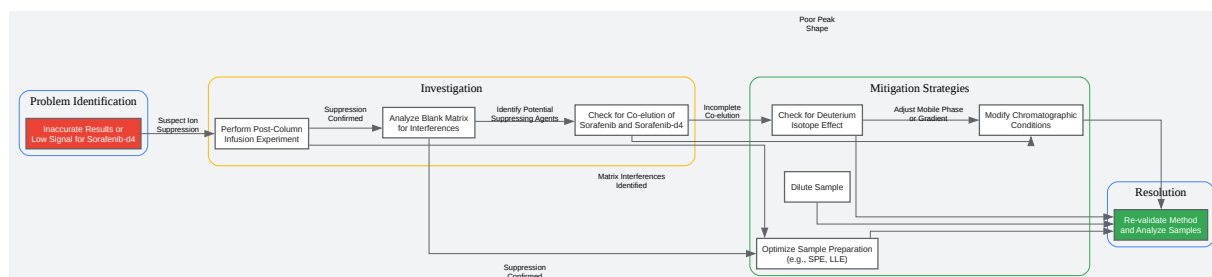 Poor Peak
Shape
Problem Identification
Inaccurate Results or
Low Signal for Sorafenib-d4
Suspect Ion
Suppression
Investigation
Perform Post-Column
Infusion Experiment
Suppression
Confirmed
Analyze Blank Matrix
for Interferences
Identify Potential
Suppressing Agents
Check for Co-elution of
Sorafenib and Sorafenib-d4
Incomplete
Co-elution
Matrix Interferences
Identified
Suppression
Confirmed
Mitigation Strategies
Check for Deuterium
Isotope Effect
Adjust Mobile Phase
or Gradient
Modify Chromatographic
Conditions
Dilute Sample
Optimize Sample Preparation
(e.g., SPE, LLE)
Resolution
Re-validate Method
and Analyze Samples